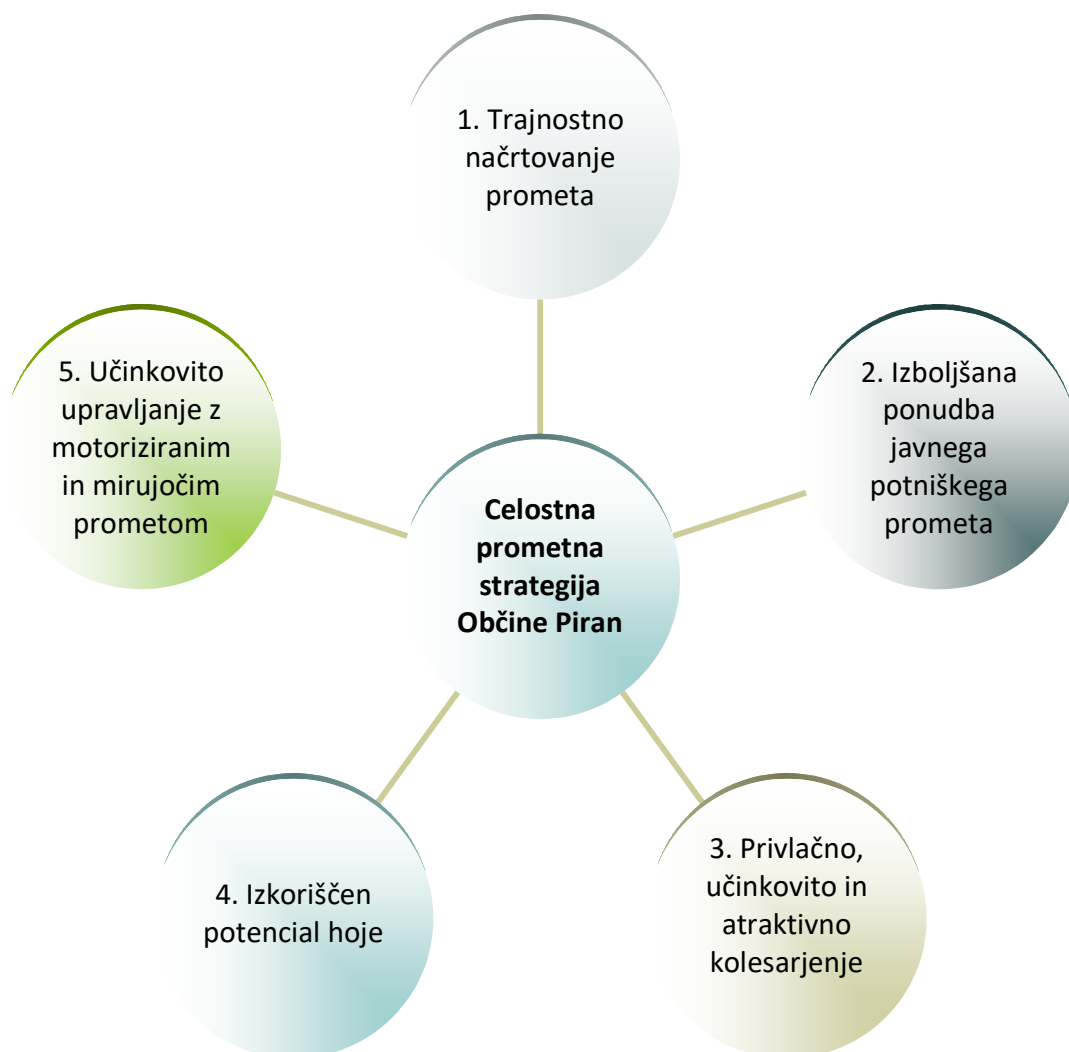 1. Trajnostno
načrtovanje
prometa
2. Izboljšana
ponudba
javnega
potniškega
prometa
3. Privlačno,
učinkovito in
atraktivno
kolesarjenje
4. Izkoriščen
potencial hoje
5. Učinkovito
upravljanje z
motoriziranim
in mirujočim
prometom
Celostna
prometna
strategija
Občine Piran